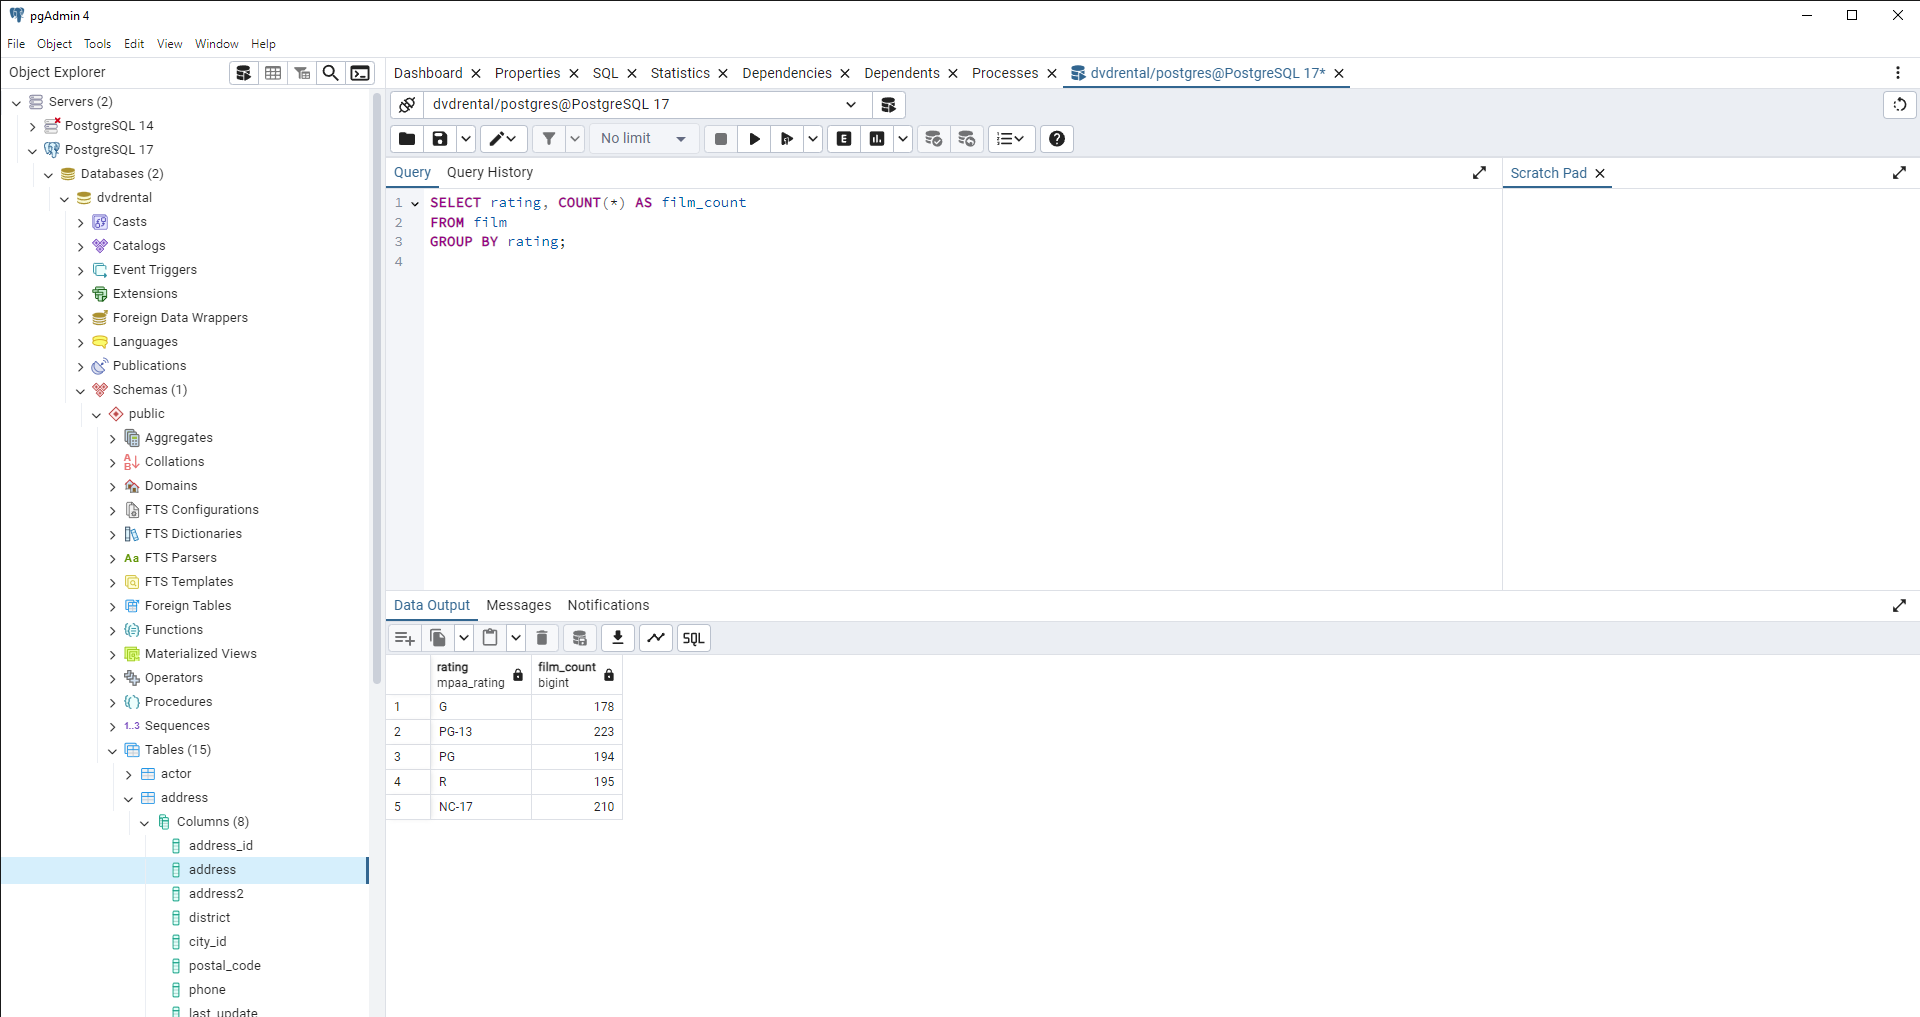 pgAdmin 4
File Object Tools Edit View Window Help
Object Explorer
Servers (2)
PostgreSQL 14
PostgreSQL 17
Databases (2)
dvdrental
Casts
Catalogs
Event Triggers
Extensions
Foreign Data Wrappers
Languages
Publications
Schemas (1)
public
Aggregates
Collations
Domains
FTS Configurations
FTS Dictionaries
Aa FTS Parsers
FTS Templates
Foreign Tables
Functions
Materialized Views
Operators
Procedures
1..3 Sequences
Tables (15)
actor
address
Columns (8)
address_id
address
address2
district
city_id
postal_code
phone
last_update
Dashboard Properties SQL Statistics Dependencies Dependents Processes dvdrental/postgres@PostgreSQL 17*
dvdrental/postgres@PostgreSQL 17
No limit E
Query Query History
Scratch Pad
1 SELECT rating, COUNT(*) AS film_count
2 FROM film
3 GROUP BY rating;
4
Data Output Messages Notifications
SQL
rating film_count
mpaa_rating bigint
1 G 178
2 PG-13 223
3 PG 194
4 R 195
5 NC-17 210